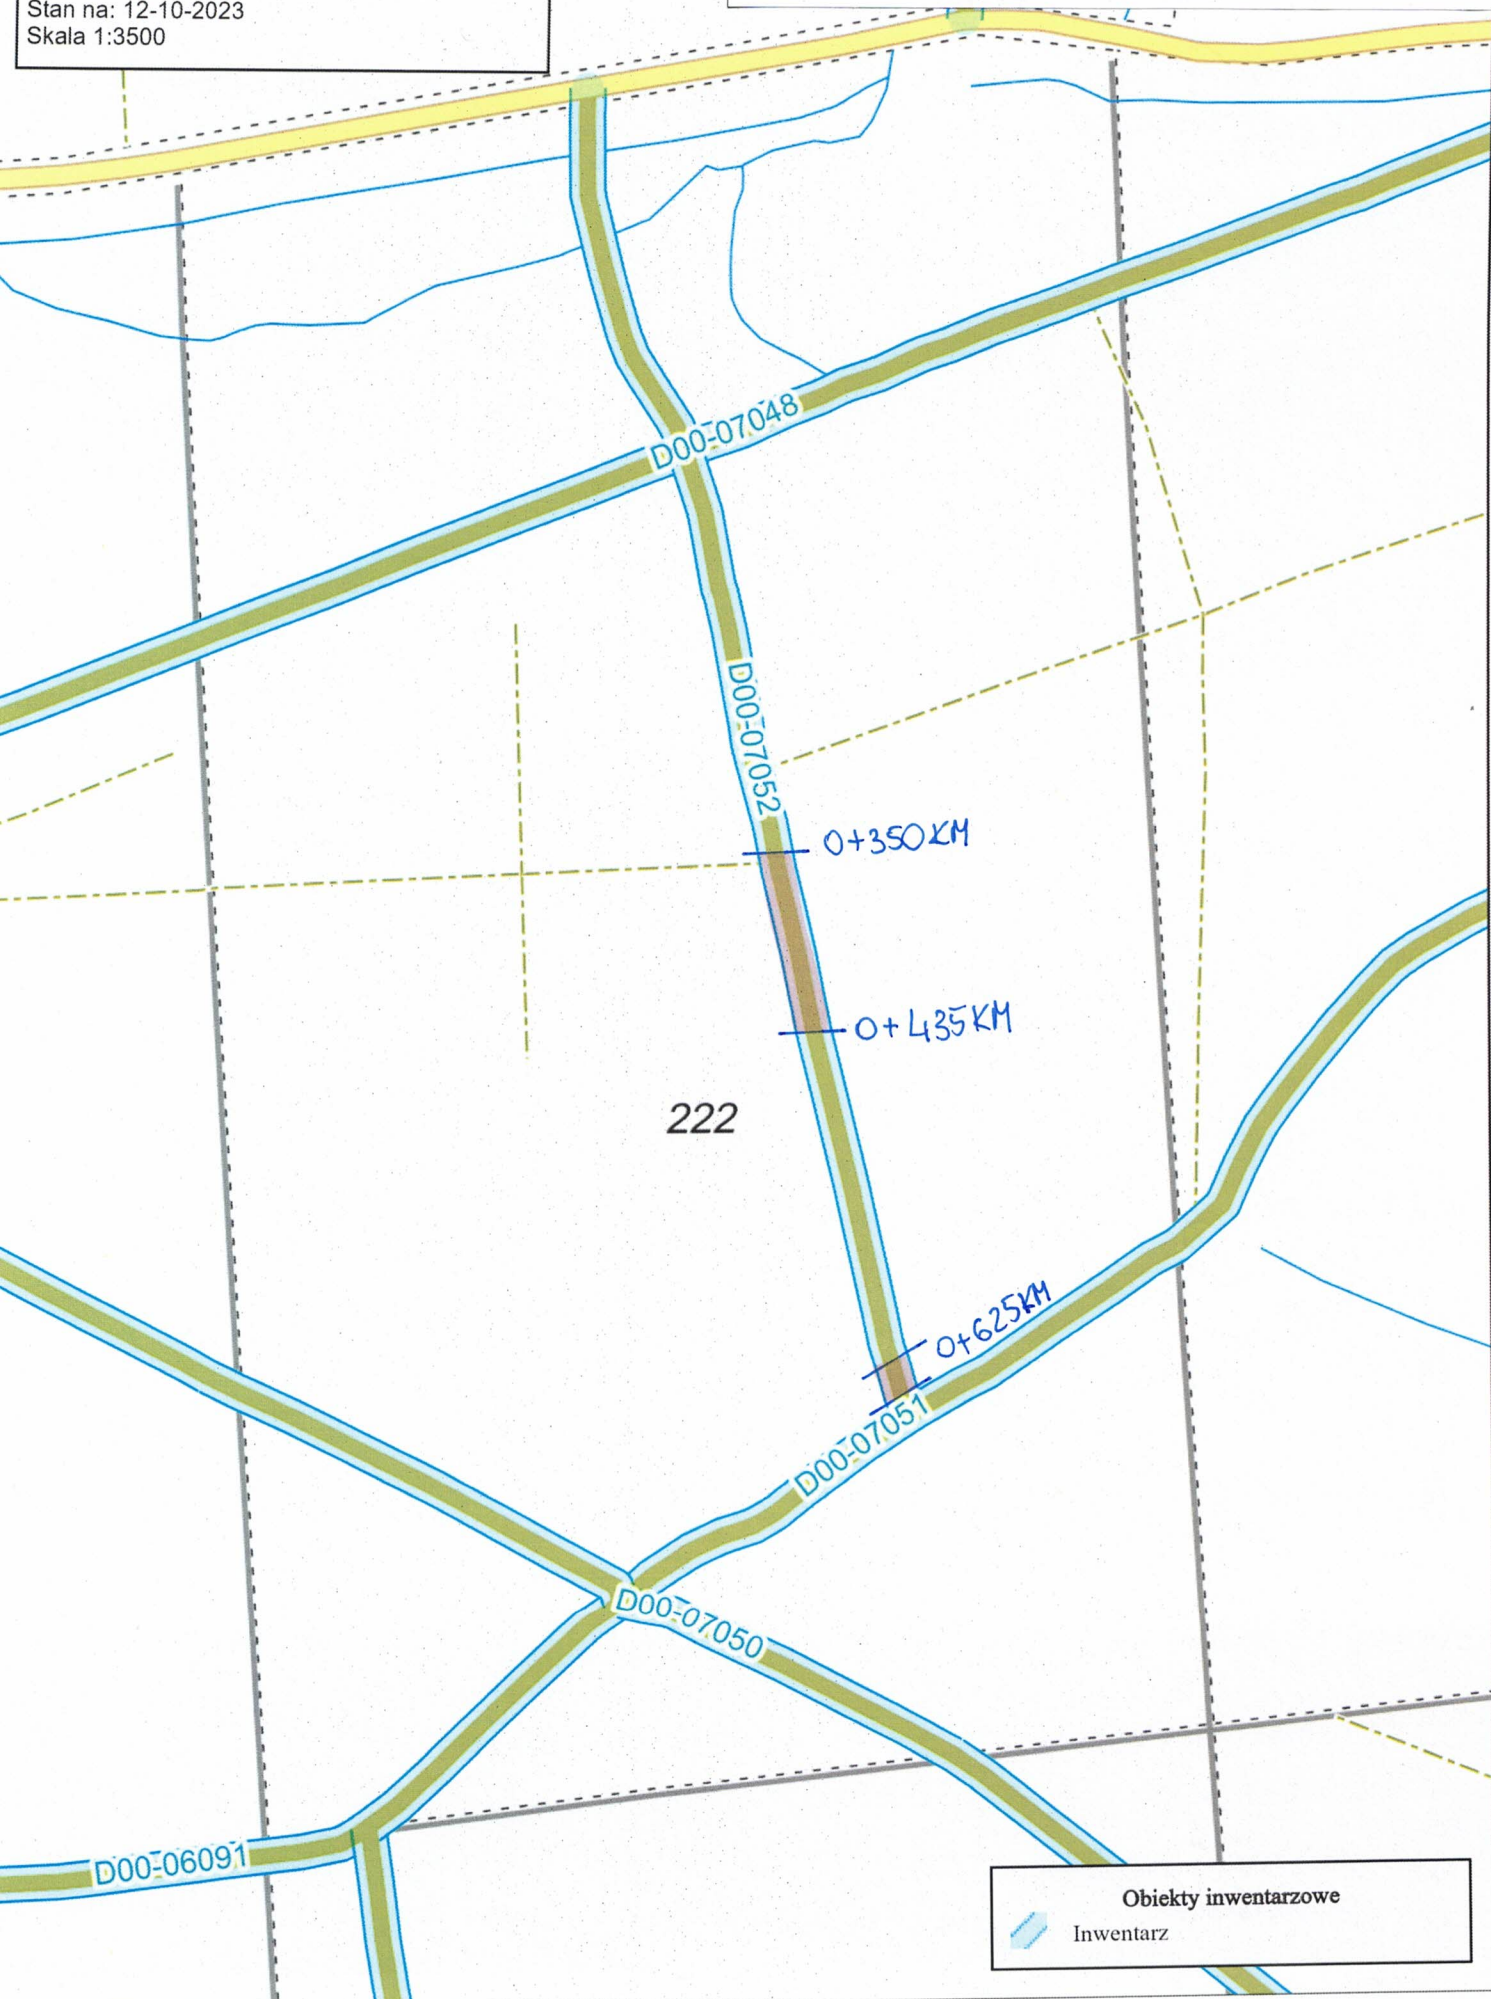 Stan na: 12-10-2023
Skala 1:3500
D00-07048
D00-07052
0+350KM
0+435KM
222
0+625KM
D00-07051
D00-07050
D00-06091
Obiekty inwentarzowe
Inwentarz